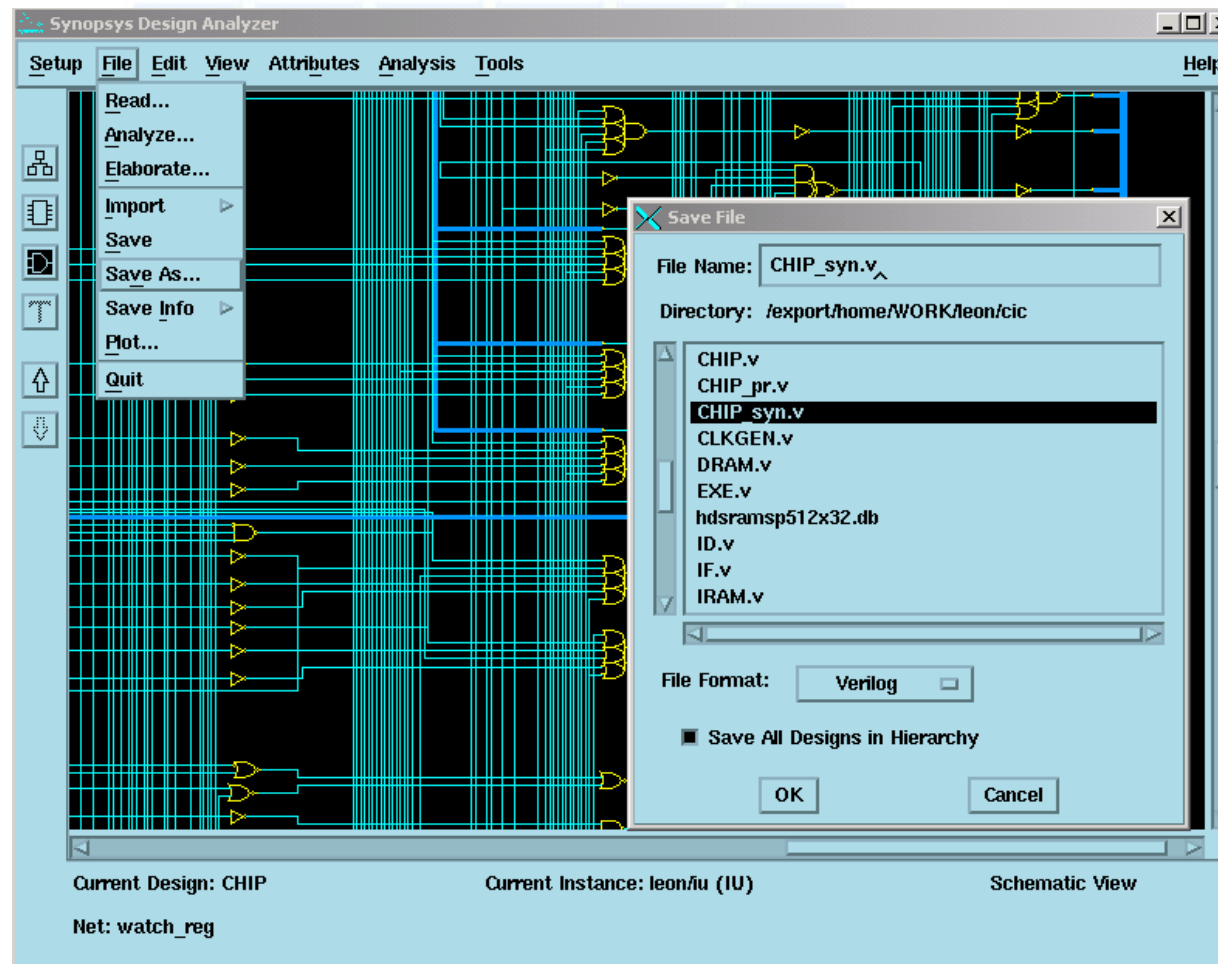 Synopsys Design Analyzer
Setup File Edit View Attributes Analysis Tools Help
Read...
Analyze...
Elaborate...
Import
Save
Save As...
Save Info
Plot...
Quit
Save File
File Name: CHIP_syn.v
Directory: /export/home/WORK/leon/cic
CHIP.v
CHIP_pr.v
CHIP_syn.v
CLKGEN.v
DRAM.v
EXE.v
hdsramsp512x32.db
ID.v
IF.v
IRAM.v
File Format: Verilog
Save All Designs in Hierarchy
OK Cancel
Current Design: CHIP Current Instance: leon/iu (IU) Schematic View
Net: watch_reg